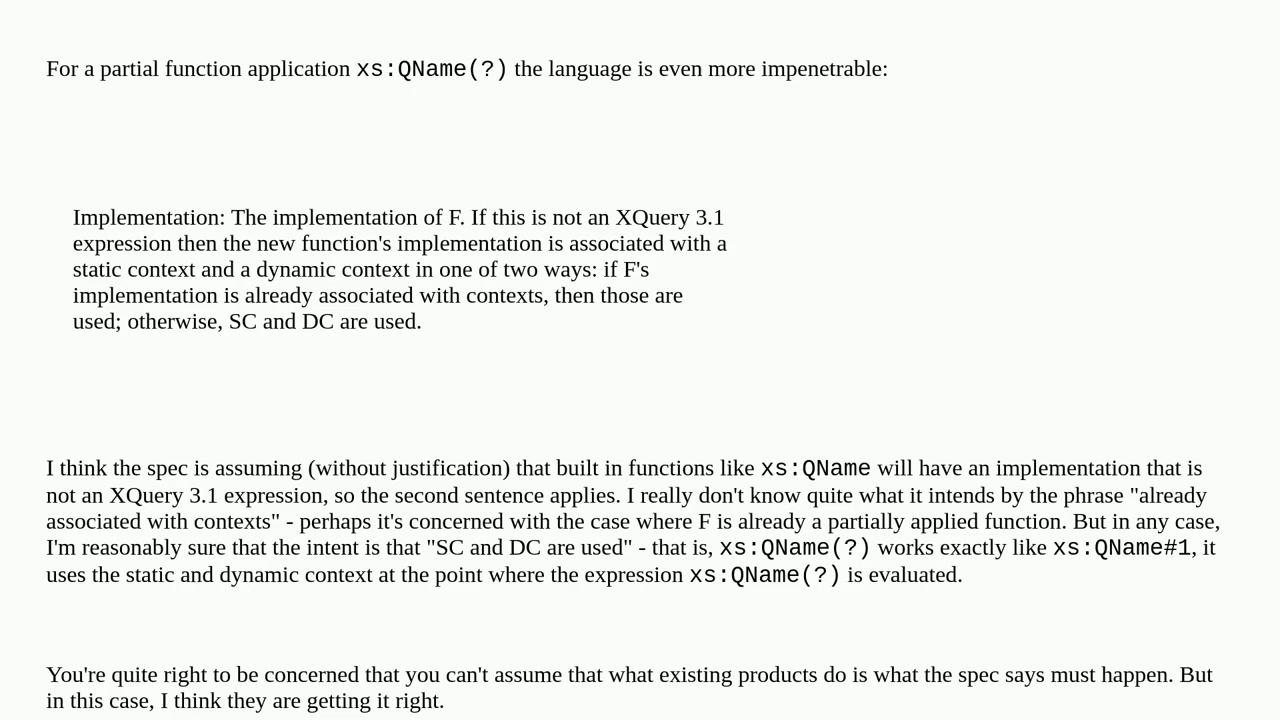 For a partial function application xs:QName(?) the language is even more impenetrable:
Implementation: The implementation of F. If this is not an XQuery 3.1
expression then the new function's implementation is associated with a
static context and a dynamic context in one of two ways: if F's
implementation is already associated with contexts, then those are
used; otherwise, SC and DC are used.
I think the spec is assuming (without justification) that built in functions like xs:QName will have an implementation that is
not an XQuery 3.1 expression, so the second sentence applies. I really don't know quite what it intends by the phrase "already
associated with contexts" - perhaps it's concerned with the case where F is already a partially applied function. But in any case,
I'm reasonably sure that the intent is that "SC and DC are used" - that is, xs:QName(?) works exactly like xs:QName#1, it
uses the static and dynamic context at the point where the expression xs:QName(?) is evaluated.
You're quite right to be concerned that you can't assume that what existing products do is what the spec says must happen. But
in this case, I think they are getting it right.